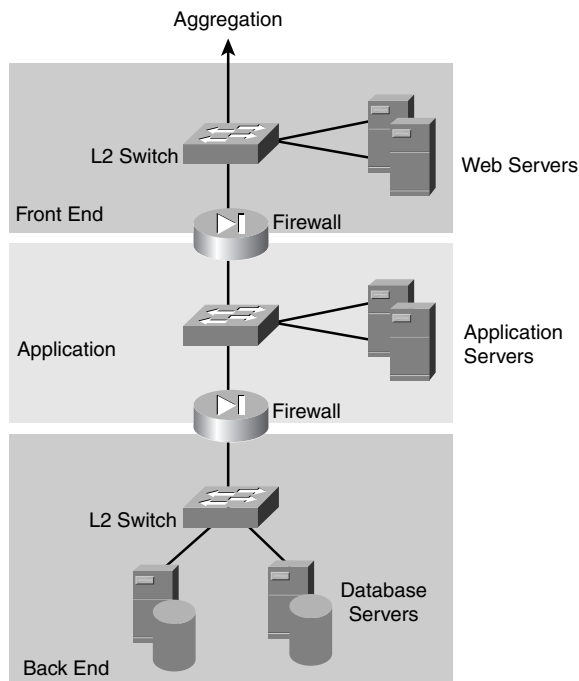 Aggregation
L2 Switch
Web Servers
Front End
Firewall
Application
Application
Servers
Firewall
L2 Switch
Database
Servers
Back End